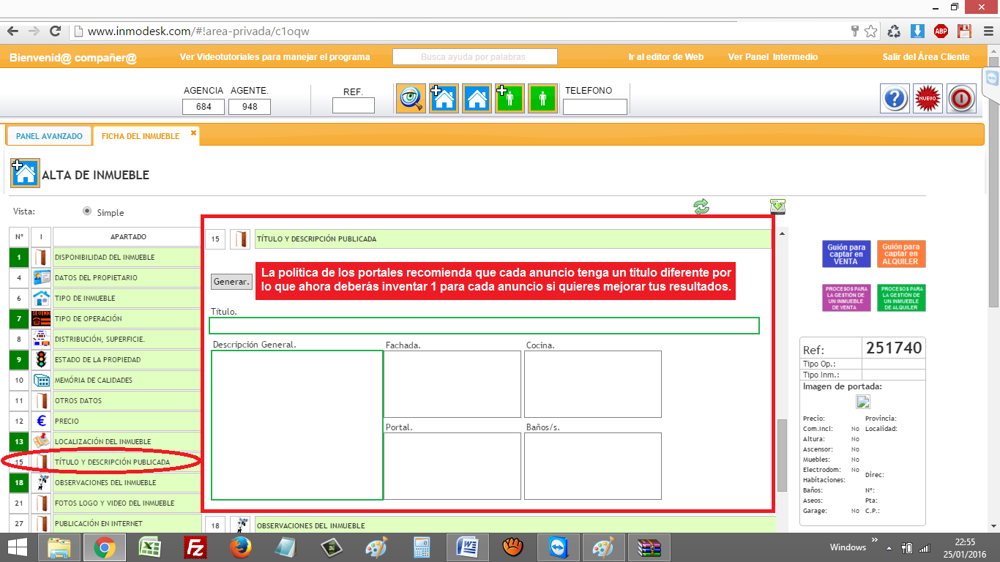 www.inmodesk.com/#!area-privada/c1oqw
ABP
Bienvenid@ compañer@
Ver Videotutoriales para manejar el programa
Busca ayuda por palabras
Ir al editor de Web
Ver Panel Intermedio
Salir del Área Cliente
AGENCIA
AGENTE.
REF.
TELEFONO
684
948
NUEVO
PANEL AVANZADO
FICHA DEL INMUEBLE
ALTA DE INMUEBLE
Vista:
Simple
Nº I APARTADO
1 DISPONIBILIDAD DEL INMUEBLE
4 DATOS DEL PROPIETARIO
6 TIPO DE INMUEBLE
7 TIPO DE OPERACIÓN
8 DISTRIBUCIÓN, SUPERFICIE.
9 ESTADO DE LA PROPIEDAD
10 MEMÓRIA DE CALIDADES
11 OTROS DATOS
12 € PRECIO
13 LOCALIZACIÓN DEL INMUEBLE
15 TÍTULO Y DESCRIPCIÓN PUBLICADA
18 OBSERVACIONES DEL INMUEBLE
21 FOTOS LOGO Y VIDEO DEL INMUEBLE
27 PUBLICACIÓN EN INTERNET
15 TÍTULO Y DESCRIPCIÓN PUBLICADA
Generar.
La política de los portales recomienda que cada anuncio tenga un título diferente por
lo que ahora deberás inventar 1 para cada anuncio si quieres mejorar tus resultados.
Título.
Descripción General.
Fachada.
Cocina.
Portal.
Baños/s.
18 OBSERVACIONES DEL INMUEBLE
Guión para
captar en
VENTA
Guión para
captar en
ALQUILER
PROCESOS PARA
LA GESTIÓN DE
UN INMUEBLE
DE VENTA
PROCESOS PARA
LA GESTIÓN DE
UN INMUEBLE
DE ALQUILER
Ref: 251740
Tipo Op.:
Tipo Inm.:
Imagen de portada:
Precio: Provincia:
Com.Incl: No Localidad:
Altura: No
Ascensor: No
Muebles: No
Electrodom: No
Direc:
Habitaciones:
Baños: Nº:
Aseos: Pta:
Garage: No C.P.:
Windows
22:55
25/01/2016